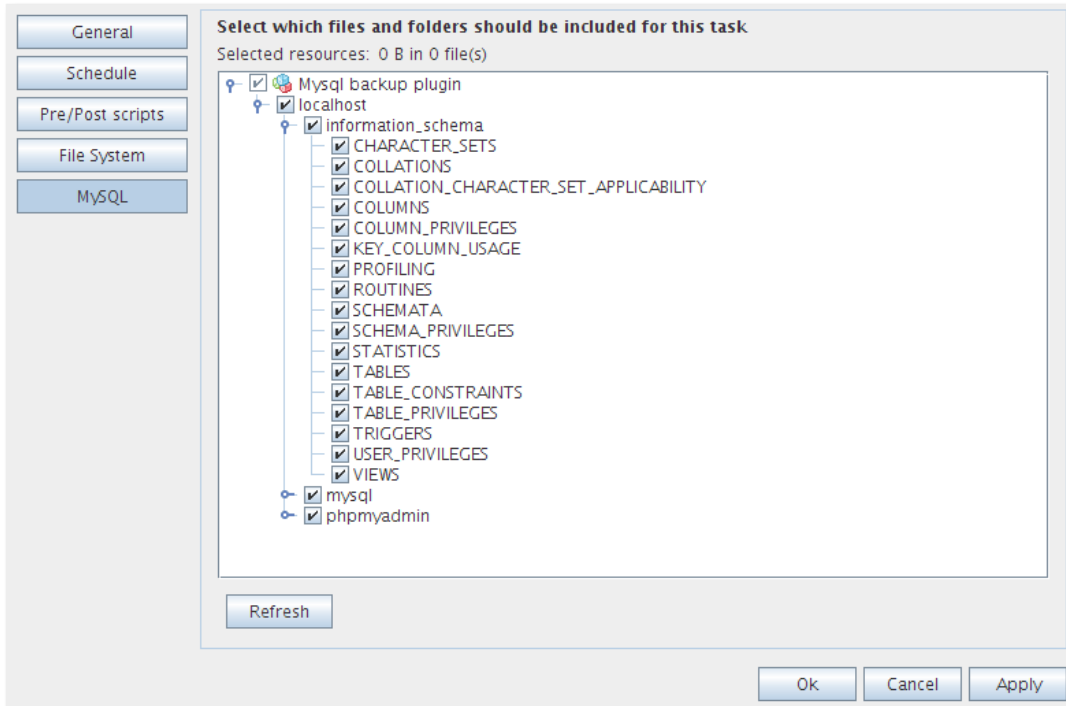 General
Schedule
Pre/Post scripts
File System
MySQL
Select which files and folders should be included for this task
Selected resources: 0 B in 0 file(s)
Mysql backup plugin
localhost
information_schema
CHARACTER_SETS
COLLATIONS
COLLATION_CHARACTER_SET_APPLICABILITY
COLUMNS
COLUMN_PRIVILEGES
KEY_COLUMN_USAGE
PROFILING
ROUTINES
SCHEMATA
SCHEMA_PRIVILEGES
STATISTICS
TABLES
TABLE_CONSTRAINTS
TABLE_PRIVILEGES
TRIGGERS
USER_PRIVILEGES
VIEWS
mysql
phpmyadmin
Refresh
Ok Cancel Apply